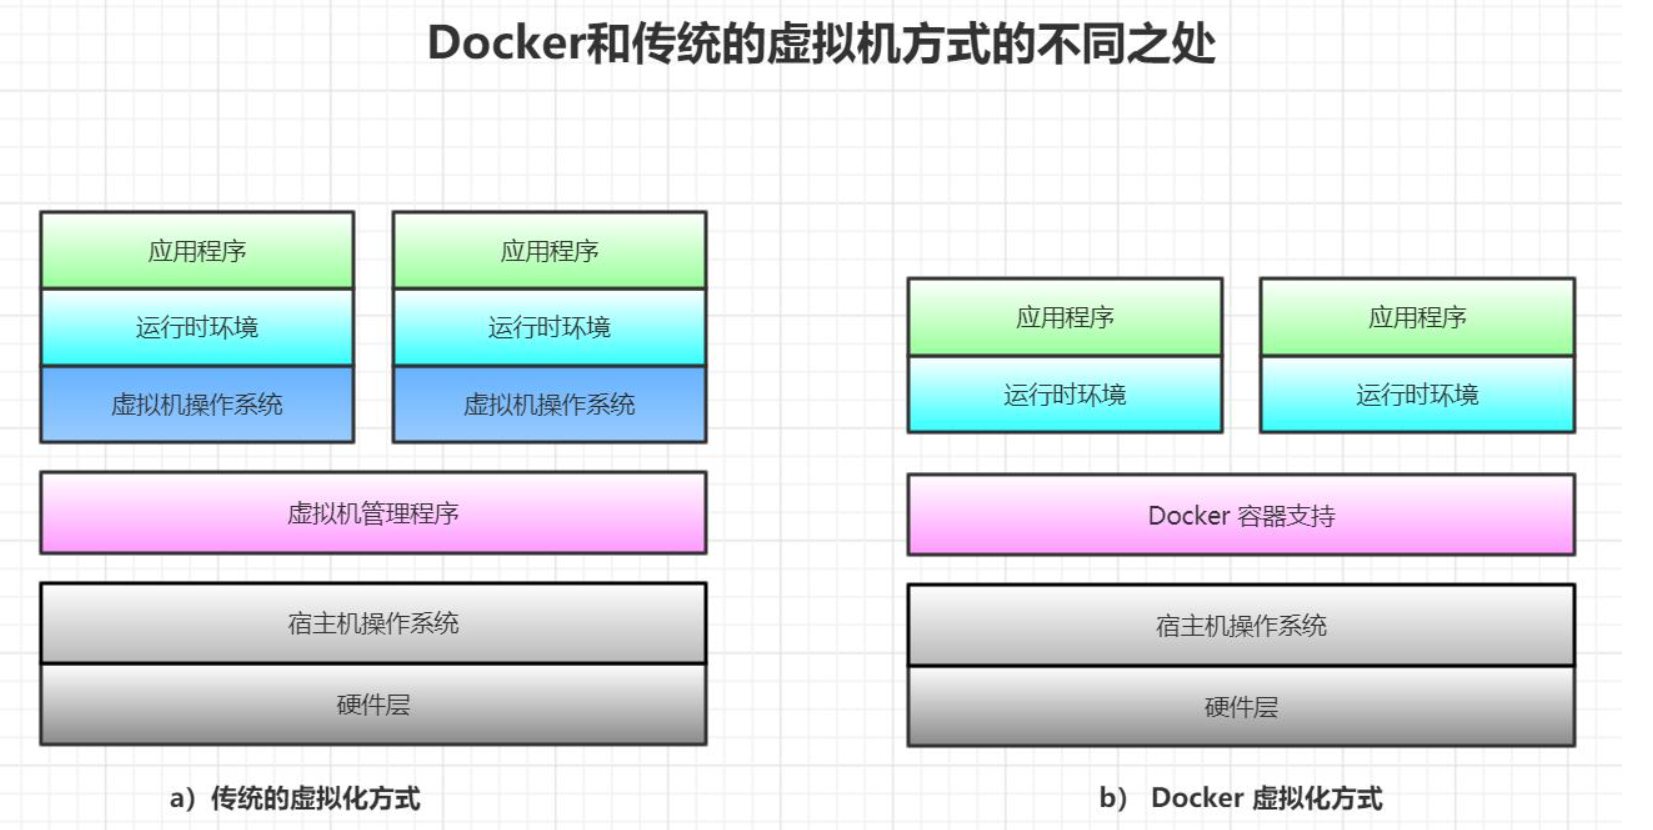 Docker和传统的虚拟机方式的不同之处
应用程序
运行时环境
虚拟机操作系统
应用程序
运行时环境
虚拟机操作系统
虚拟机管理程序
宿主机操作系统
硬件层
a）传统的虚拟化方式
应用程序
运行时环境
应用程序
运行时环境
Docker 容器支持
宿主机操作系统
硬件层
b） Docker 虚拟化方式